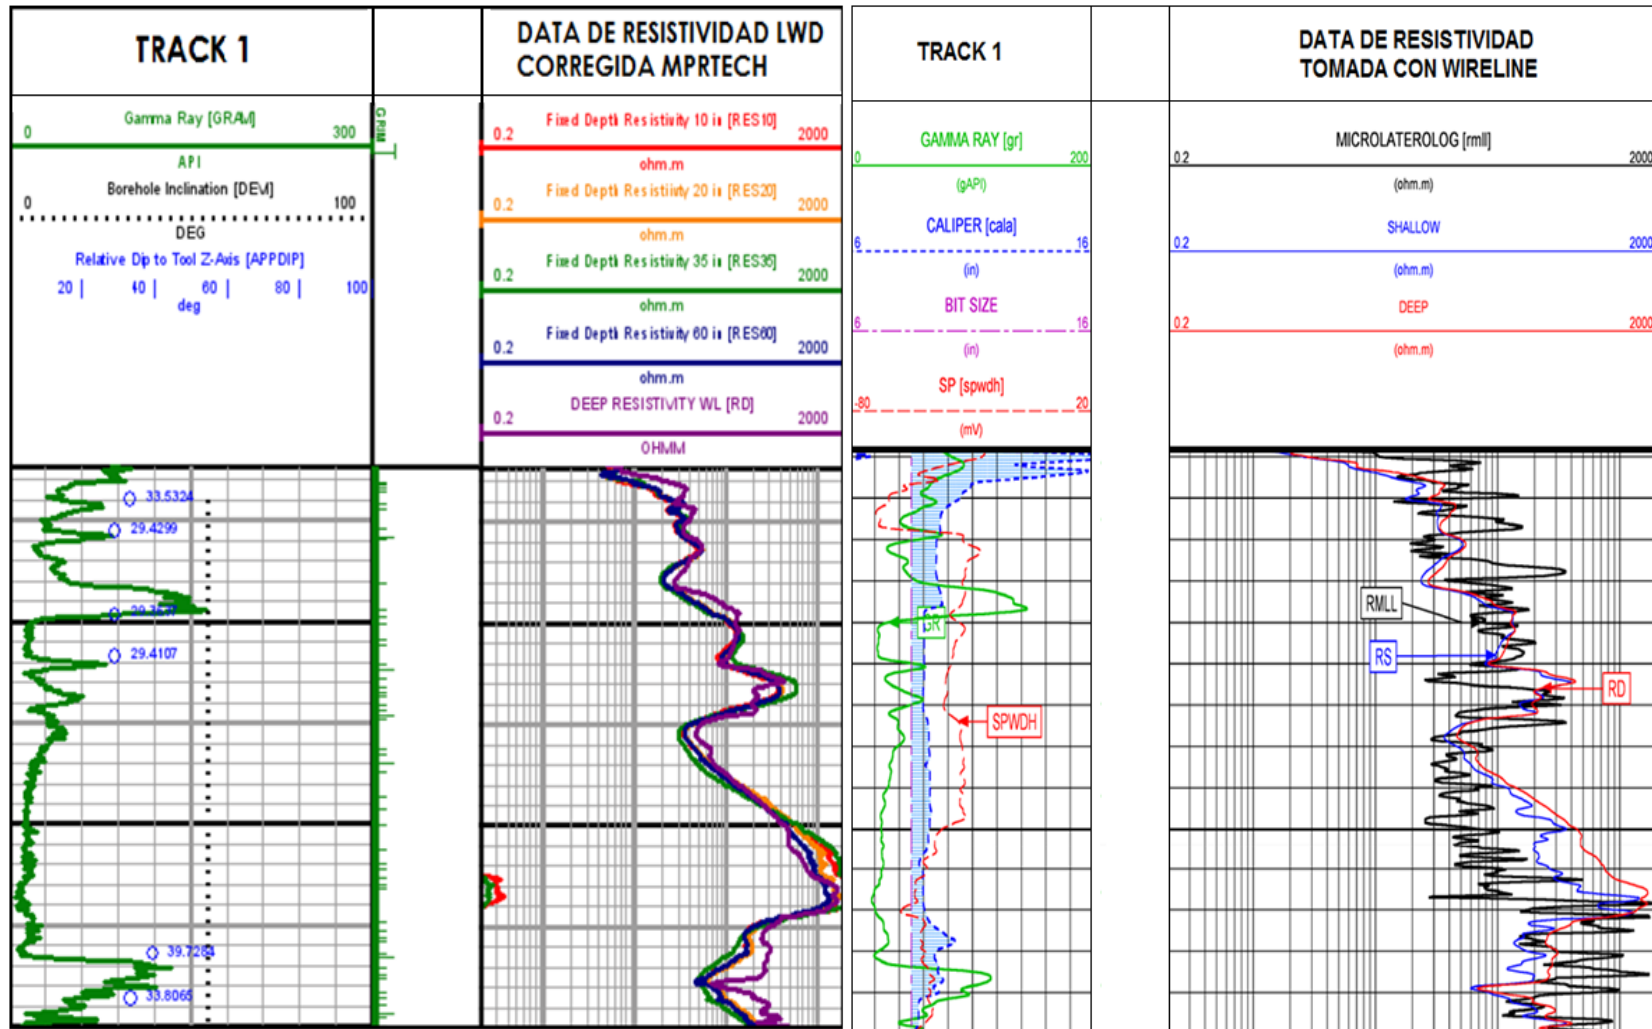 TRACK 1
DATA DE RESISTIVIDAD LWD
CORREGIDA MPRTECH
Gamma Ray [GRAM]
0 300
API
GRIM
Borehole Inclination [DEVI]
0 100
DEG
Relative Dip to Tool Z-Axis [APPDIP]
20 40 60 80 100
deg
Fixed Depth Resistivity 10 in [RES10]
0.2 2000
ohm.m
Fixed Depth Resistivity 20 in [RES20]
0.2 2000
ohm.m
Fixed Depth Resistivity 35 in [RES35]
0.2 2000
ohm.m
Fixed Depth Resistivity 60 in [RES60]
0.2 2000
ohm.m
DEEP RESISTIVITY WL [RD]
0.2 2000
OHMM
33.5324
29.4299
29.4107
39.7284
33.8065
TRACK 1
DATA DE RESISTIVIDAD
TOMADA CON WIRELINE
GAMMA RAY [gr]
0 200
(gAPI)
CALIPER [cala]
6 16
(in)
BIT SIZE
6 16
(in)
SP [spwdh]
-80 20
(mV)
MICROLATEROLOG [rmll]
0.2 2000
(ohm.m)
SHALLOW
0.2 2000
(ohm.m)
DEEP
0.2 2000
(ohm.m)
GR
SPWDH
RMLL
RS
RD